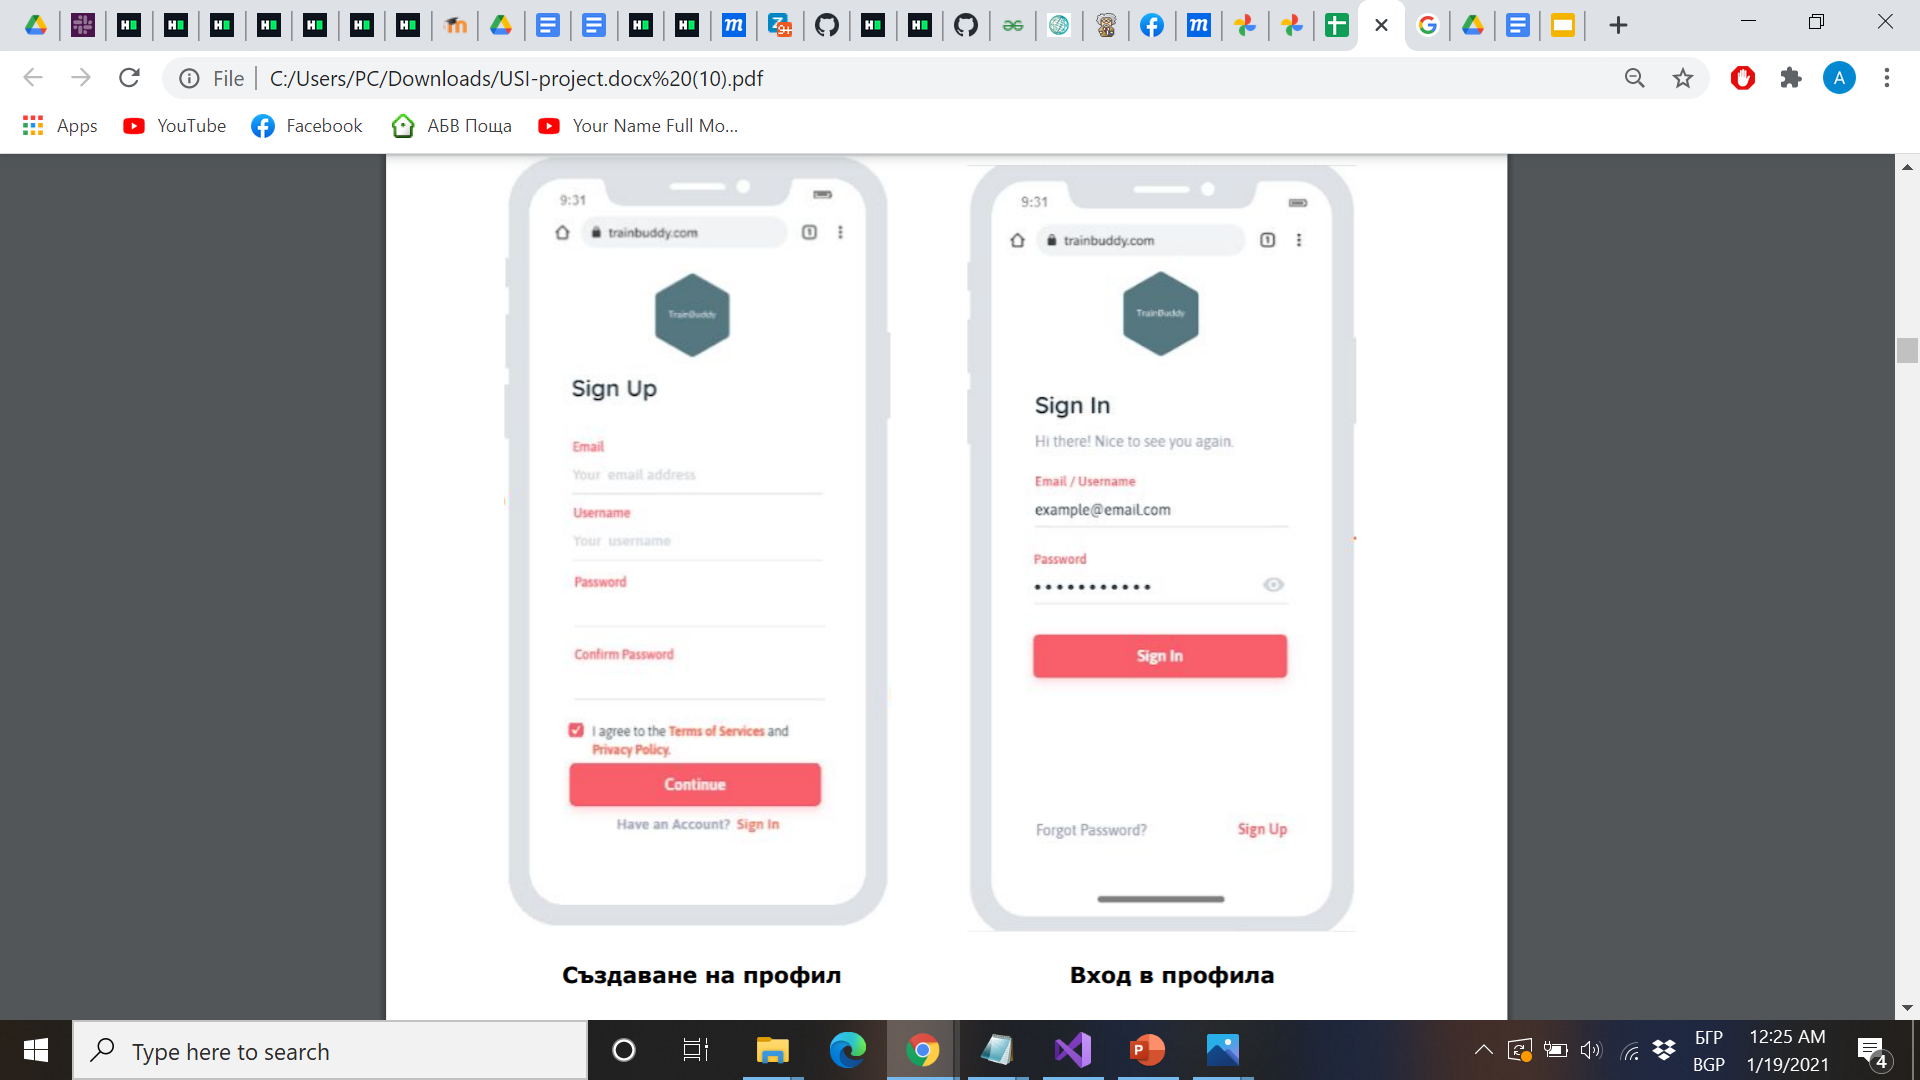 File C:/Users/PC/Downloads/USI-project.docx%20(10).pdf
A
Apps YouTube Facebook АБВ Поща Your Name Full Mo...
9:31
trainbuddy.com
1
TrainBuddy
Sign Up
Email
Your email address
Username
Your username
Password
Confirm Password
I agree to the Terms of Services and
Privacy Policy.
Continue
Have an Account? Sign In
Създаване на профил
9:31
trainbuddy.com
1
TrainBuddy
Sign In
Hi there! Nice to see you again.
Email / Username
example@email.com
Password
Sign In
Forgot Password? Sign Up
Вход в профила
Type here to search
БГР
BGP
12:25 AM
1/19/2021
4